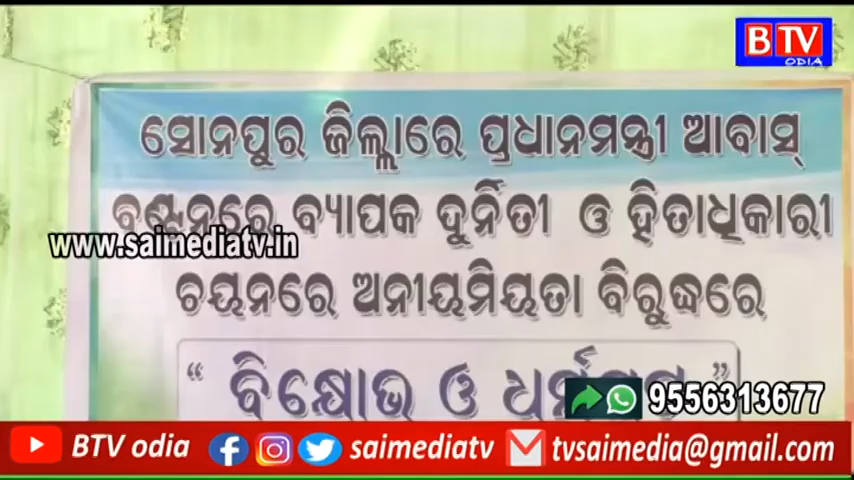 BTV
ODIA
ସୋନପୁର ଜିଲ୍ଲାରେ ପ୍ରଧାନମନ୍ତ୍ରୀ ଆବାସ୍
ବଣ୍ଟନରେ ବ୍ୟାପକ ଦୁର୍ନିତୀ ଓ ହିତାଧିକାରୀ
www.saimediatv.in
ଚୟନରେ ଅନୀୟମିୟତା ବିରୁଦ୍ଧରେ
“ ବିକ୍ଷୋଭ ଓ ”
9556313677
BTV odia saimediatv tvsaimedia@gmail.com